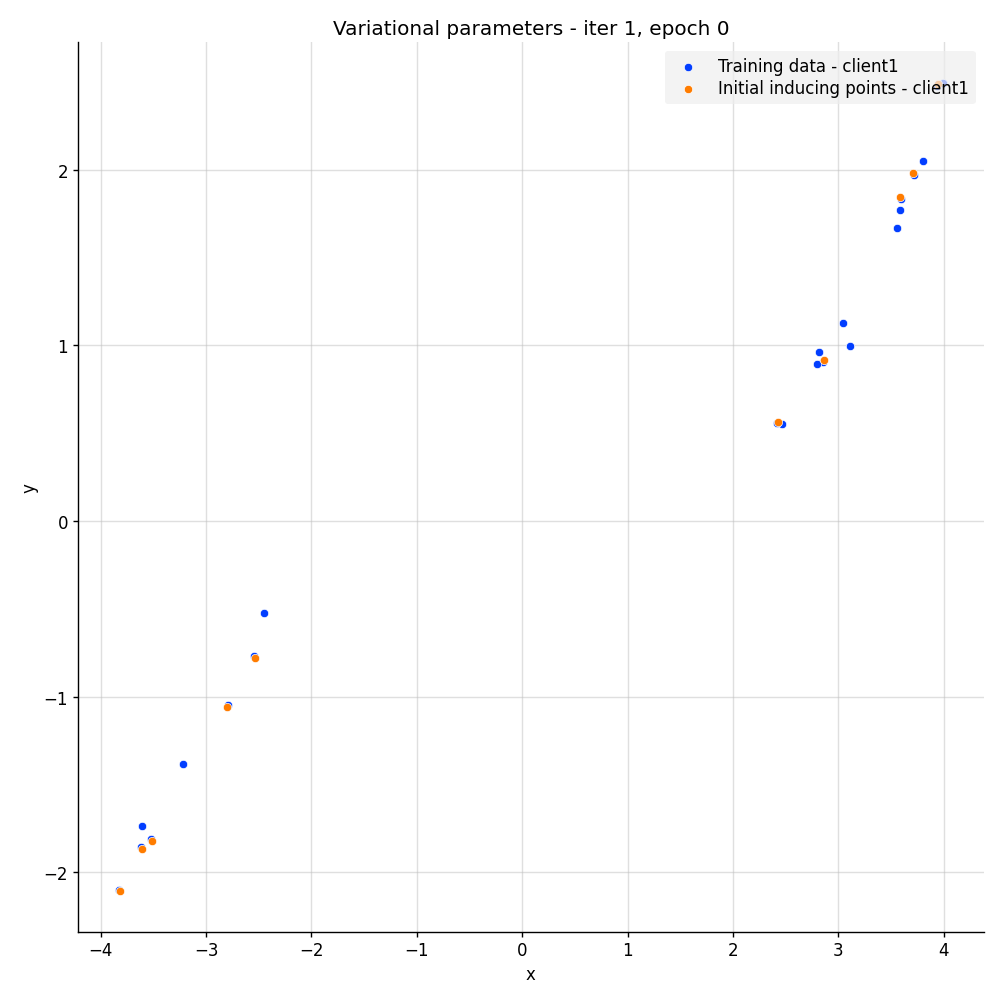 Variational parameters - iter 1, epoch 0
Training data - client1
Initial inducing points - client1
2
1
0
−1
−2
y
−4 −3 −2 −1 0 1 2 3 4
x